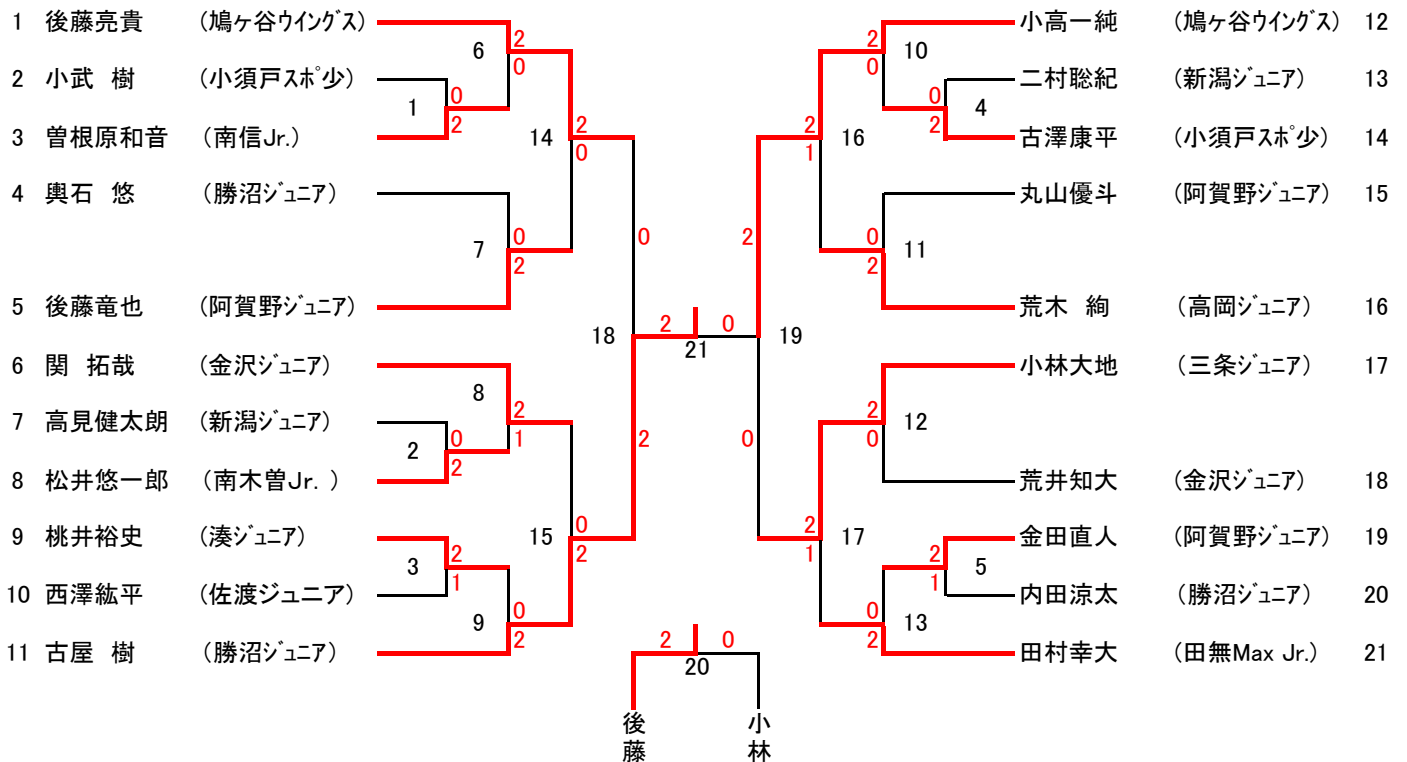 1 後藤亮貴 (鳩ヶ谷ウイングス)
2 小武 樹 (小須戸スポ少)
3 曽根原和音 (南信Jr.)
4 輿石 悠 (勝沼ジュニア)
5 後藤竜也 (阿賀野ジュニア)
6 関 拓哉 (金沢ジュニア)
7 高見健太朗 (新潟ジュニア)
8 松井悠一郎 (南木曽Jr. )
9 桃井裕史 (湊ジュニア)
10 西澤紘平 (佐渡ジュニア)
11 古屋 樹 (勝沼ジュニア)
1 0 2
2 0 2
3 2 1
6 2 0
7 0 2
8 2 1
9 0 2
14 2 0
15 0 2
18 0 2
21 2 0
20 2 0
後藤
小林
19 2 0
16 2 1
17 2 1
10 2 0
11 0 2
12 2 0
13 0 2
4 0 2
5 2 1
小高一純 (鳩ヶ谷ウイングス) 12
二村聡紀 (新潟ジュニア) 13
古澤康平 (小須戸スポ少) 14
丸山優斗 (阿賀野ジュニア) 15
荒木 絢 (高岡ジュニア) 16
小林大地 (三条ジュニア) 17
荒井知大 (金沢ジュニア) 18
金田直人 (阿賀野ジュニア) 19
内田涼太 (勝沼ジュニア) 20
田村幸大 (田無Max Jr.) 21